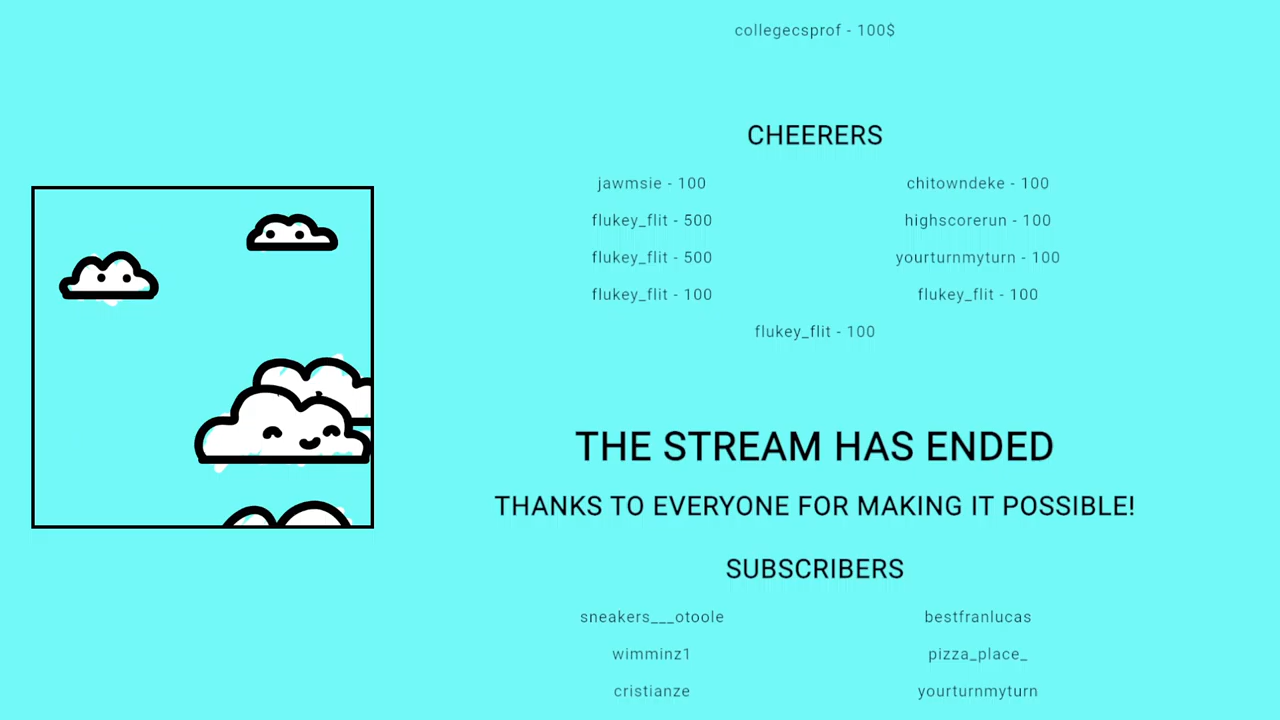 collegecsprof - 100$
CHEERERS
jawmsie - 100 chitowndeke - 100
flukey_flit - 500 highscorerun - 100
flukey_flit - 500 yourturnmyturn - 100
flukey_flit - 100 flukey_flit - 100
flukey_flit - 100
THE STREAM HAS ENDED
THANKS TO EVERYONE FOR MAKING IT POSSIBLE!
SUBSCRIBERS
sneakers___otoole bestfranlucas
wimminz1 pizza_place_
cristianze yourturnmyturn